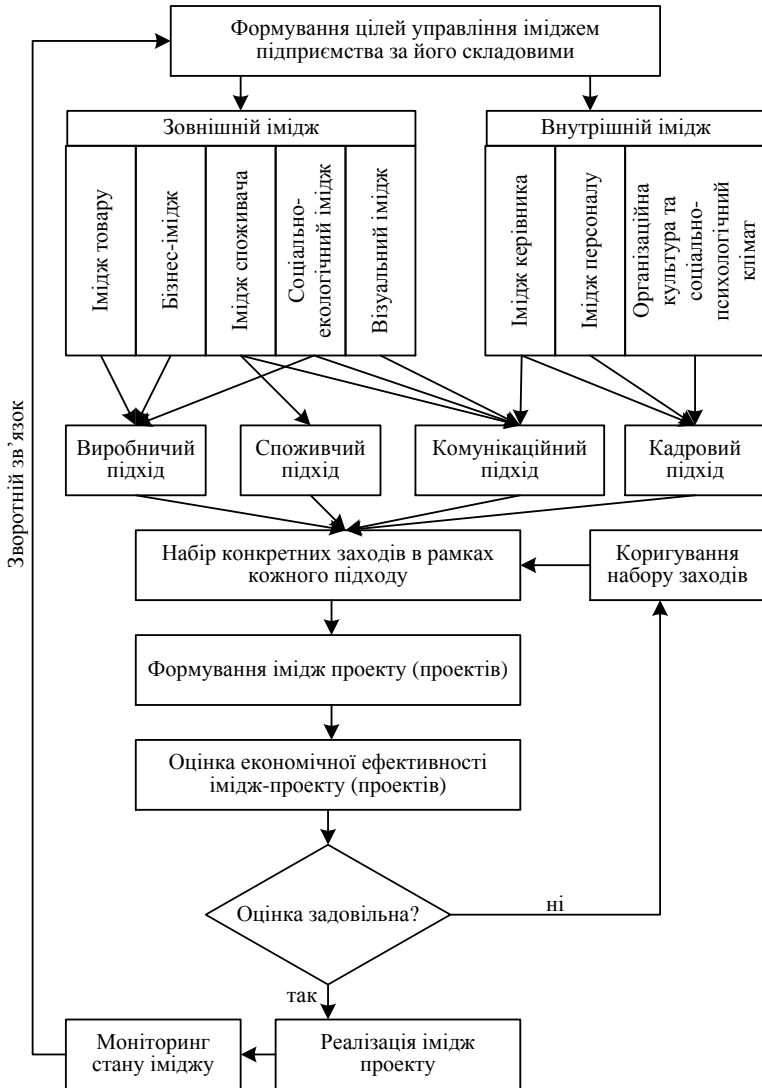 Формування цілей управління іміджем
підприємства за його складовими
Зовнішній імідж
Внутрішній імідж
Імідж товару
Бізнес-імідж
Імідж споживача
Соціально-
екологічний імідж
Візуальний імідж
Імідж керівника
Імідж персоналу
Організаційна
культура та
соціально-
психологічний
клімат
Виробничий
підхід
Споживчий
підхід
Комунікаційний
підхід
Кадровий
підхід
Зворотній зв’язок
Набір конкретних заходів в рамках
кожного підходу
Коригування
набору заходів
Формування імідж проекту (проектів)
Оцінка економічної ефективності
імідж-проекту (проектів)
Оцінка задовільна?
ні
так
Моніторинг
стану іміджу
Реалізація імідж
проекту